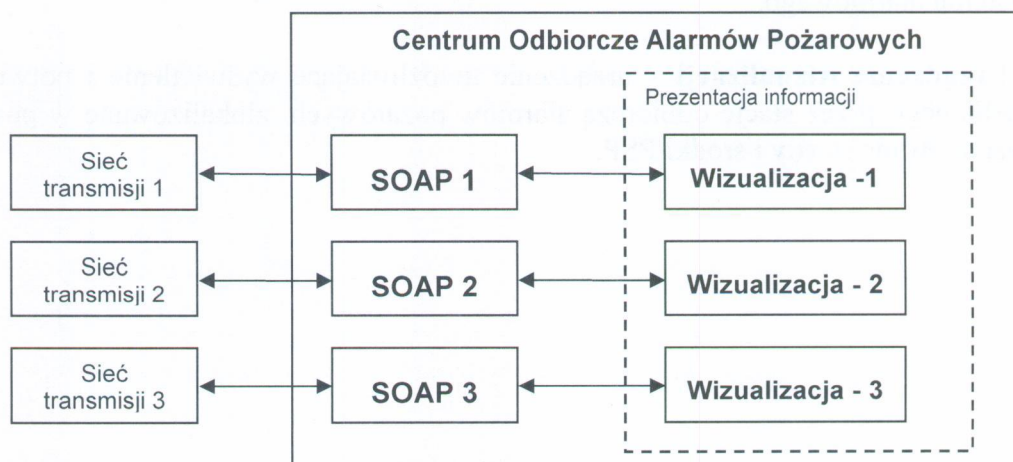 Centrum Odbiorcze Alarmów Pożarowych
Prezentacja informacji
Sieć
transmisji 1
SOAP 1
Wizualizacja -1
Sieć
transmisji 2
SOAP 2
Wizualizacja - 2
Sieć
transmisji 3
SOAP 3
Wizualizacja - 3